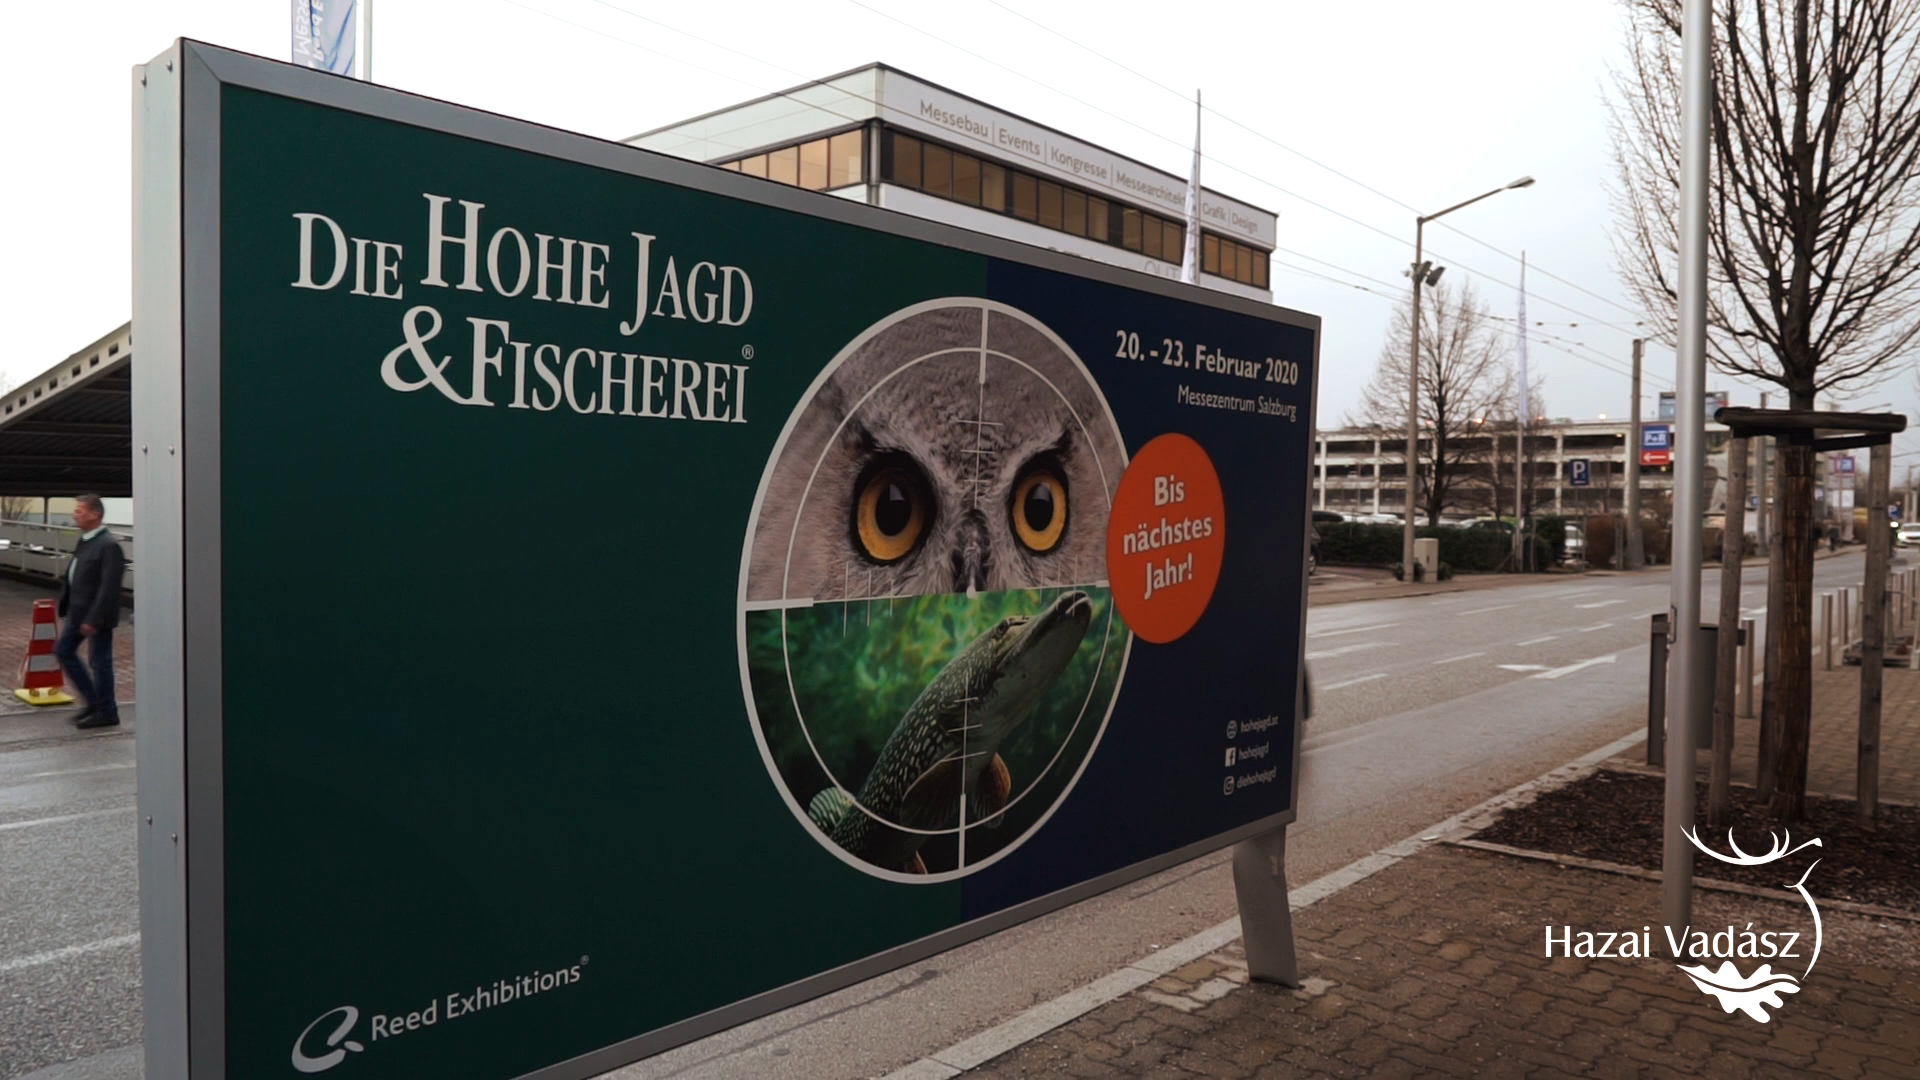 Messebau | Events | Kongresse | Messearchitektur | Grafik | Design
DIE HOHE JAGD
& FISCHEREI®
20. - 23. Februar 2020
Messezentrum Salzburg
Bis
nächstes
Jahr!
hohejagd.at
hohejagd
diehohejagd
Reed Exhibitions®
P+R
P
Hazai Vadász